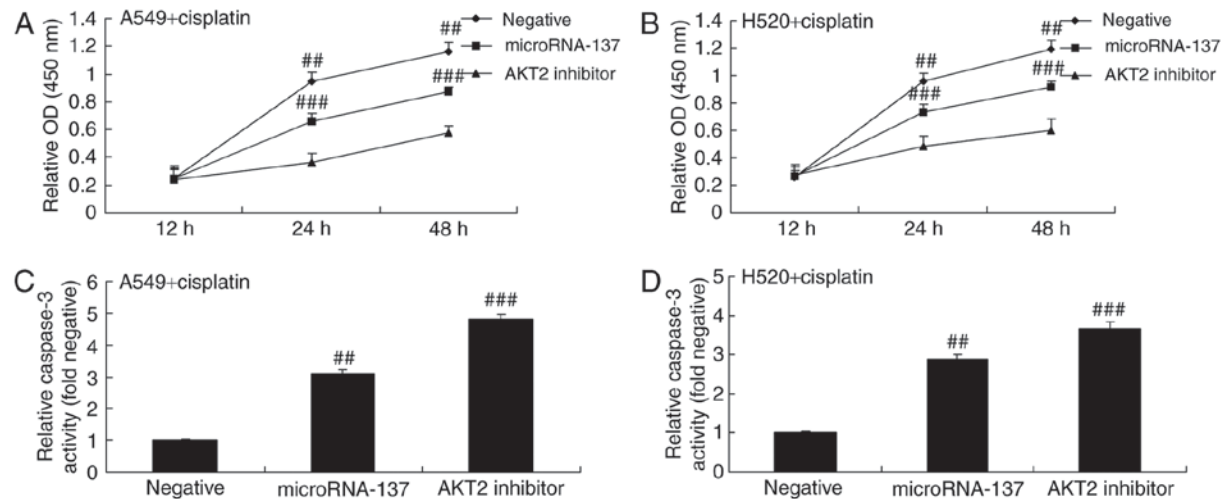 A
A549+cisplatin
Relative OD (450 nm)
1.4
1.2
1
0.8
0.6
0.4
0.2
0
##
##
###
###
12 h
24 h
48 h
Negative
microRNA-137
AKT2 inhibitor
B
H520+cisplatin
Relative OD (450 nm)
1.4
1.2
1
0.8
0.6
0.4
0.2
0
##
##
###
###
12 h
24 h
48 h
Negative
microRNA-137
AKT2 inhibitor
C
A549+cisplatin
Relative caspase-3
activity (fold negative)
6
5
4
3
2
1
0
##
###
Negative
microRNA-137
AKT2 inhibitor
D
H520+cisplatin
Relative caspase-3
activity (fold negative)
5
4
3
2
1
0
##
###
Negative
microRNA-137
AKT2 inhibitor